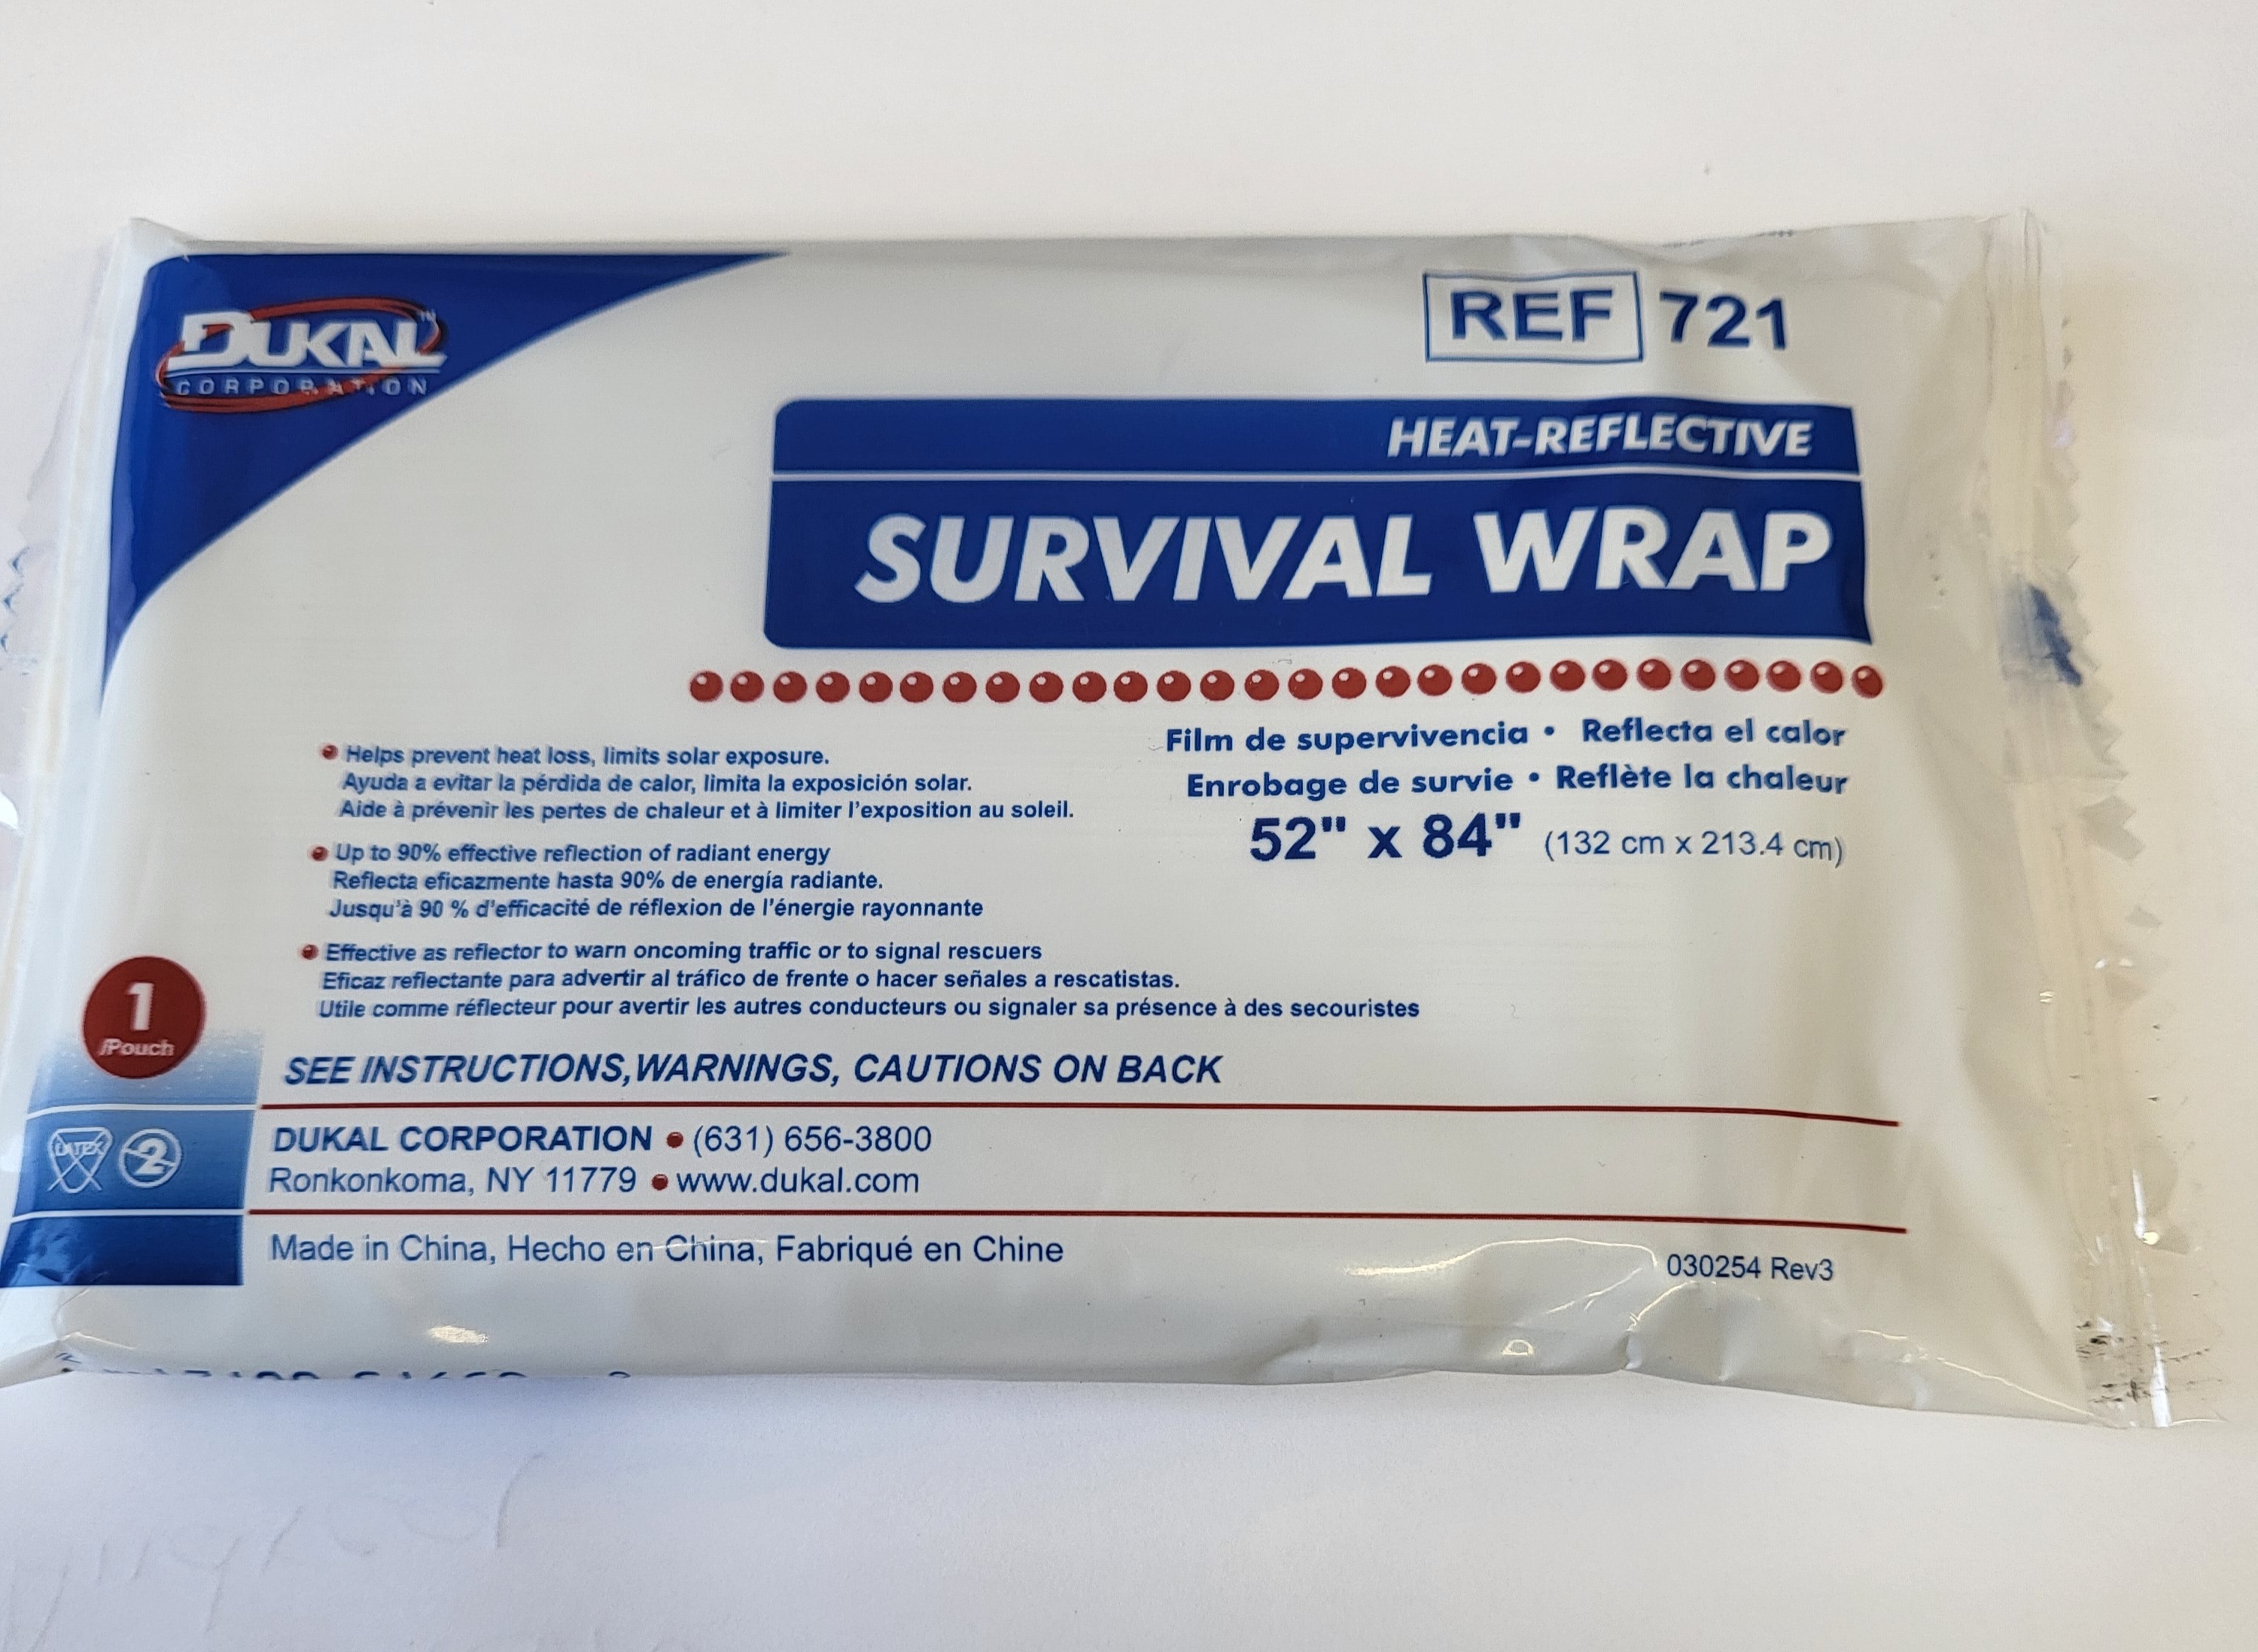 DUKAL™
CORPORATION
REF 721
HEAT-REFLECTIVE
SURVIVAL WRAP
Film de supervivencia • Reflecta el calor
Enrobage de survie • Reflète la chaleur
52" x 84" (132 cm x 213.4 cm)
Helps prevent heat loss, limits solar exposure.
Ayuda a evitar la pérdida de calor, limita la exposición solar.
Aide à prévenir les pertes de chaleur et à limiter l'exposition au soleil.
Up to 90% effective reflection of radiant energy
Reflecta eficazmente hasta 90% de energía radiante.
Jusqu'à 90 % d'efficacité de réflexion de l'énergie rayonnante
Effective as reflector to warn oncoming traffic or to signal rescuers
Eficaz reflectante para advertir al tráfico de frente o hacer señales a rescatistas.
Utile comme réflecteur pour avertir les autres conducteurs ou signaler sa présence à des secouristes
1
/Pouch
SEE INSTRUCTIONS, WARNINGS, CAUTIONS ON BACK
LATEX
2
DUKAL CORPORATION • (631) 656-3800
Ronkonkoma, NY 11779 • www.dukal.com
Made in China, Hecho en China, Fabriqué en Chine
030254 Rev3